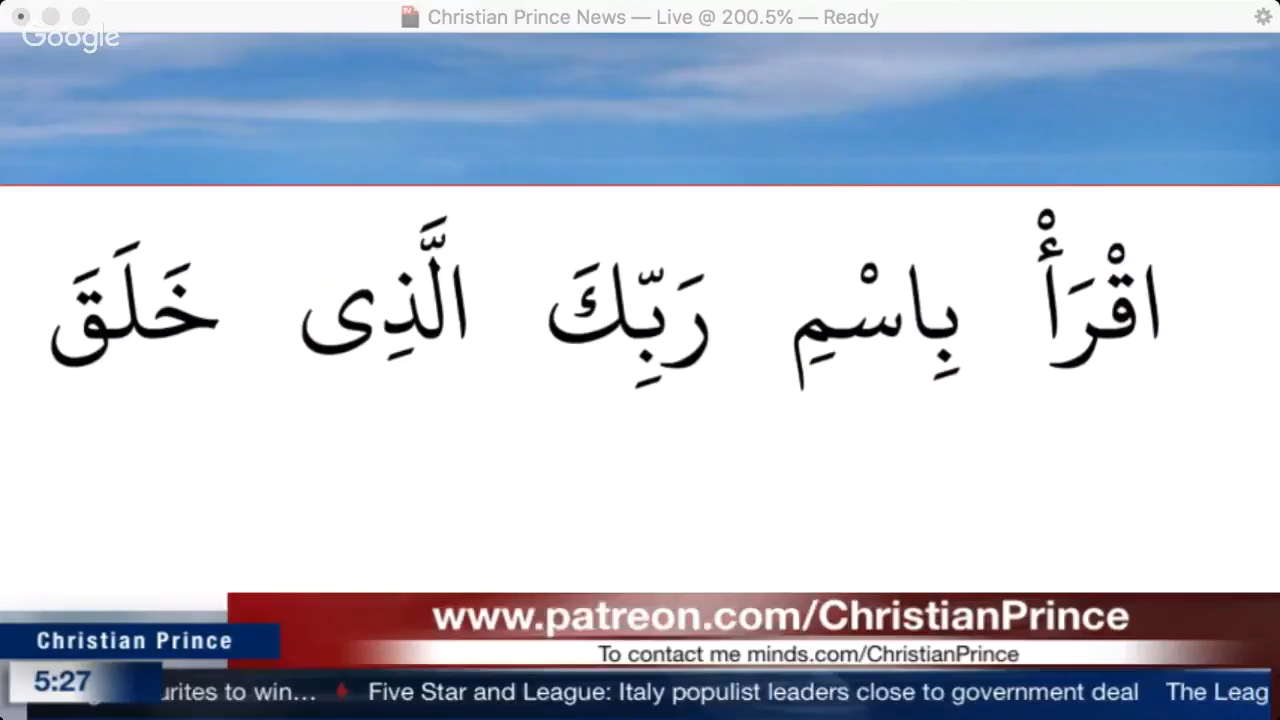 Christian Prince News — Live @ 200.5% — Ready
Google
اقْرَأْ بِاسْمِ رَبِّكَ الَّذِى خَلَقَ
www.patreon.com/ChristianPrince
Christian Prince
To contact me minds.com/ChristianPrince
5:27
urites to win... Five Star and League: Italy populist leaders close to government deal The Leag